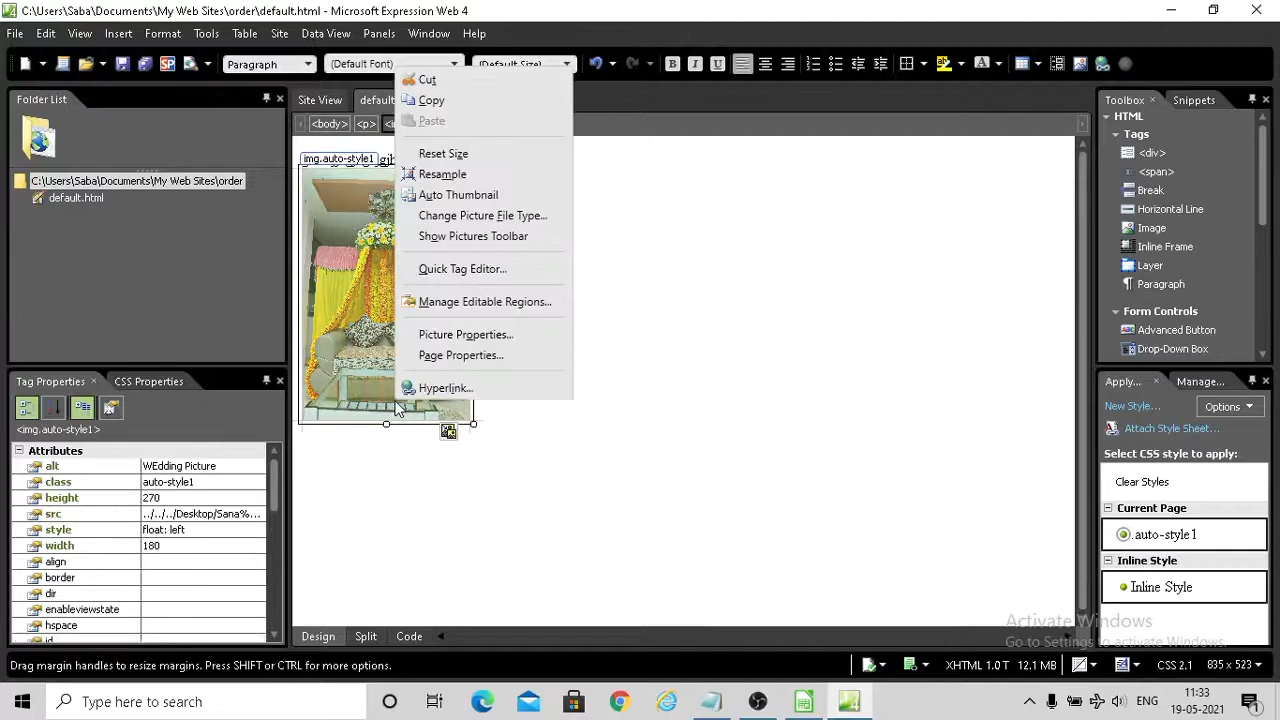 C:\Users\Saba\Documents\My Web Sites\order\default.html - Microsoft Expression Web 4
File Edit View Insert Format Tools Table Site Data View Panels Window Help
Paragraph (Default Font) (Default Size) B I U A
Folder List
Site View
<body> <p>
img.auto-style1
C:\Users\Saba\Documents\My Web Sites\order
default.html
Cut
Copy
Paste
Reset Size
Resample
Auto Thumbnail
Change Picture File Type...
Show Pictures Toolbar
Quick Tag Editor...
Manage Editable Regions...
Picture Properties...
Page Properties...
Hyperlink...
Toolbox Snippets
HTML
Tags
<div>
<span>
Break
Horizontal Line
Image
Inline Frame
Layer
Paragraph
Form Controls
Advanced Button
Drop-Down Box
Tag Properties CSS Properties
<img.auto-style1>
Attributes
alt WEdding Picture
class auto-style1
height 270
src ../../../Desktop/Sana%...
style float: left
width 180
align
border
dir
enableviewstate
hspace
id
Apply... Manage...
New Style... Options
Attach Style Sheet...
Select CSS style to apply:
Clear Styles
Current Page
.auto-style1
Inline Style
Inline Style
Activate Windows
Go to Settings to activate Windows.
Design Split Code
Drag margin handles to resize margins. Press SHIFT or CTRL for more options.
XHTML 1.0 T 12.1 MB CSS 2.1 835 x 523
Type here to search
ENG
11:33
19-05-2021